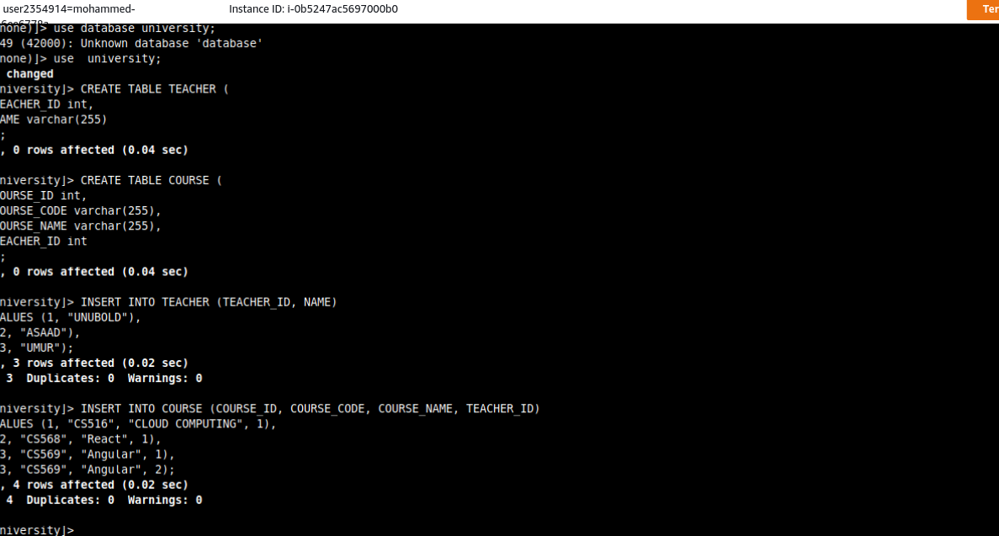 user2354914=mohammed-
Instance ID: i-0b5247ac5697000b0
Ter
none)]> use database university;
49 (42000): Unknown database 'database'
none)]> use  university;
 changed
niversity]> CREATE TABLE TEACHER (
EACHER_ID int,
AME varchar(255)
;
, 0 rows affected (0.04 sec)
niversity]> CREATE TABLE COURSE (
OURSE_ID int,
OURSE_CODE varchar(255),
OURSE_NAME varchar(255),
EACHER_ID int
;
, 0 rows affected (0.04 sec)
niversity]> INSERT INTO TEACHER (TEACHER_ID, NAME)
ALUES (1, "UNUBOLD"),
2, "ASAAD"),
3, "UMUR");
, 3 rows affected (0.02 sec)
 3  Duplicates: 0  Warnings: 0
niversity]> INSERT INTO COURSE (COURSE_ID, COURSE_CODE, COURSE_NAME, TEACHER_ID)
ALUES (1, "CS516", "CLOUD COMPUTING", 1),
2, "CS568", "React", 1),
3, "CS569", "Angular", 1),
3, "CS569", "Angular", 2);
, 4 rows affected (0.02 sec)
 4  Duplicates: 0  Warnings: 0
niversity]>